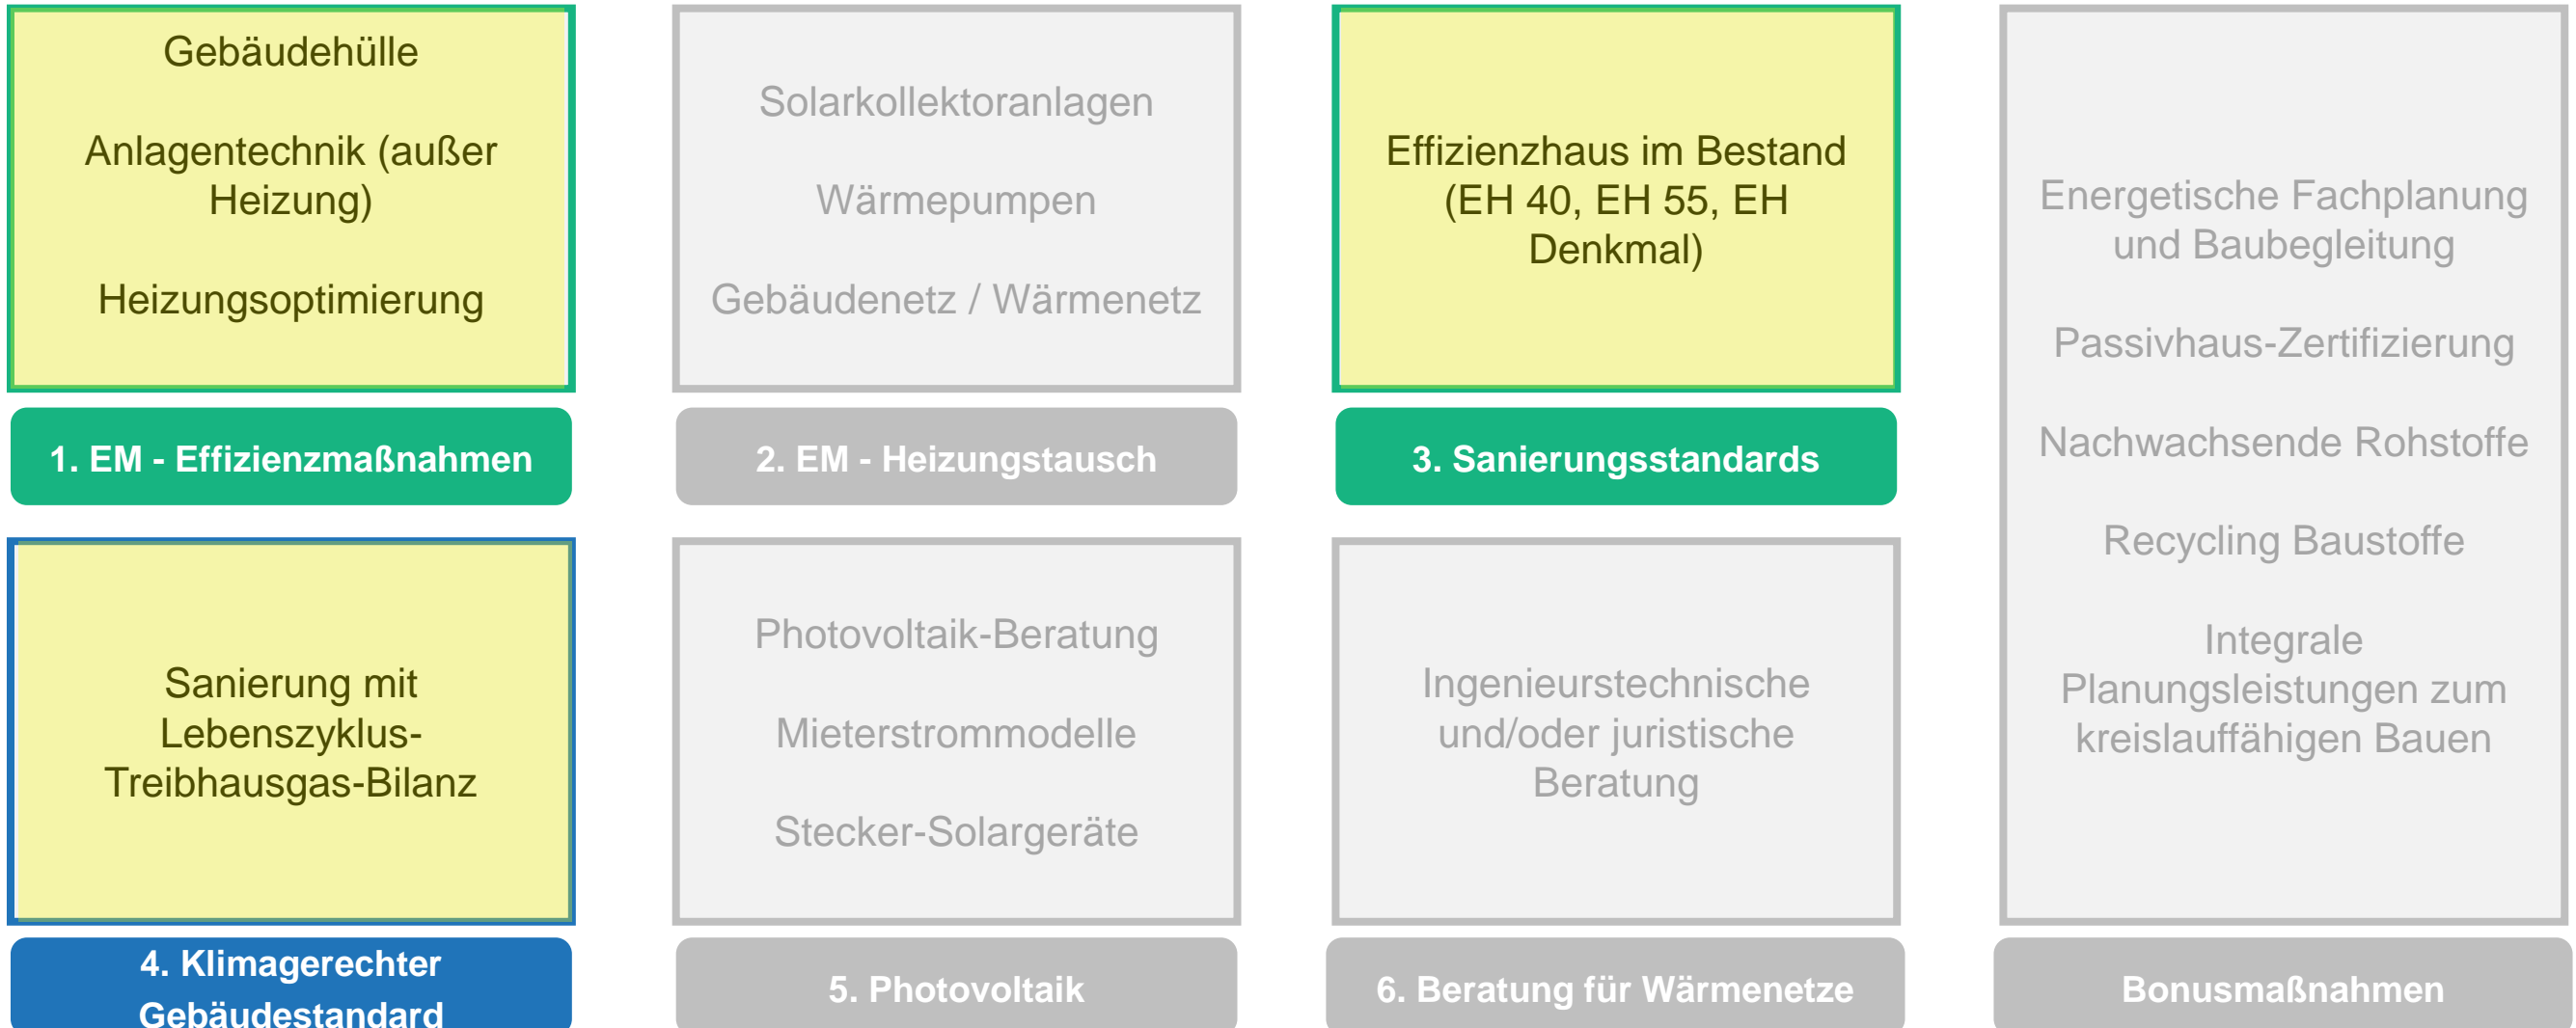 Gebäudehülle
Anlagentechnik (außer
Heizung)
Heizungsoptimierung
1. EM - Effizienzmaßnahmen
Solarkollektoranlagen
Wärmepumpen
Gebäudenetz / Wärmenetz
2. EM - Heizungstausch
Effizienzhaus im Bestand
(EH 40, EH 55, EH
Denkmal)
3. Sanierungsstandards
Sanierung mit
Lebenszyklus-
Treibhausgas-Bilanz
4. Klimagerechter
Gebäudestandard
Photovoltaik-Beratung
Mieterstrommodelle
Stecker-Solargeräte
5. Photovoltaik
Ingenieurstechnische
und/oder juristische
Beratung
6. Beratung für Wärmenetze
Energetische Fachplanung
und Baubegleitung
Passivhaus-Zertifizierung
Nachwachsende Rohstoffe
Recycling Baustoffe
Integrale
Planungsleistungen zum
kreislauffähigen Bauen
Bonusmaßnahmen